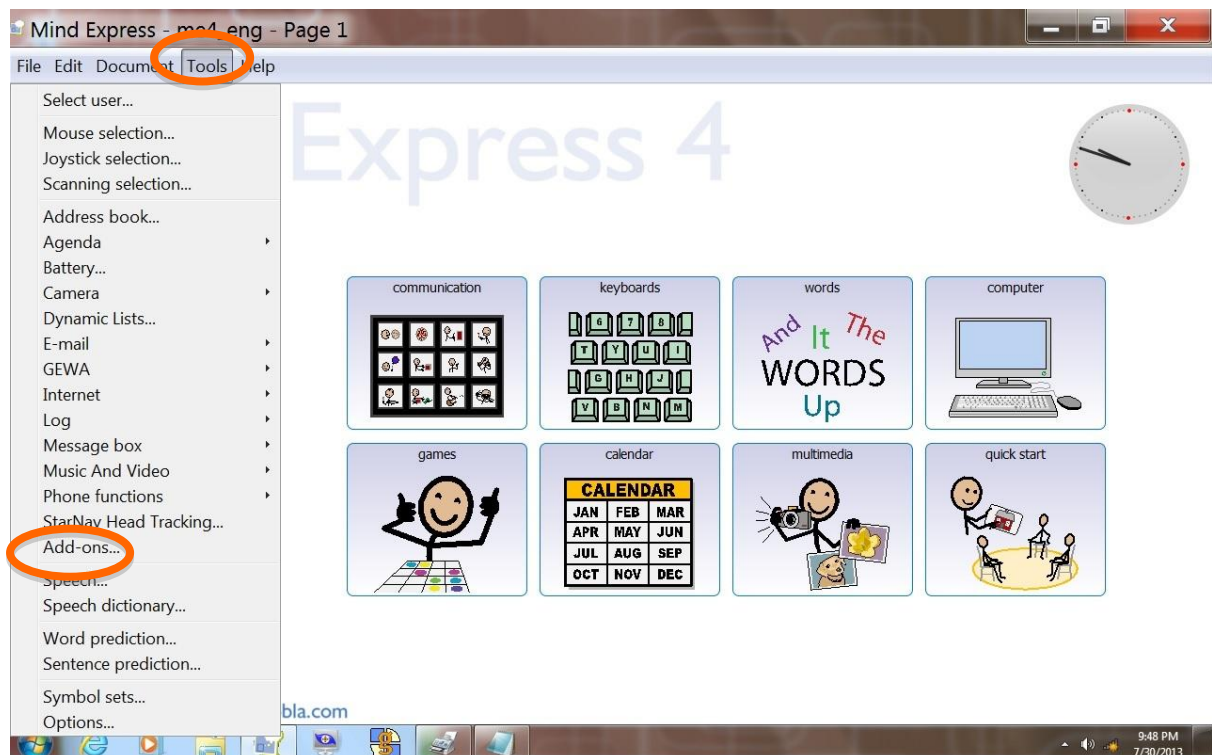 Mind Express - me4_eng - Page 1
File Edit Document Tools Help
Select user...
Mouse selection...
Joystick selection...
Scanning selection...
Address book...
Agenda
Battery...
Camera
Dynamic Lists...
E-mail
GEWA
Internet
Log
Message box
Music And Video
Phone functions
StarNav Head Tracking...
Add-ons...
Speech...
Speech dictionary...
Word prediction...
Sentence prediction...
Symbol sets...
Options...
Express 4
communication
keyboards
6 7 8
T Y U I
G H J
V B N M
words
And It The
WORDS
Up
computer
games
calendar
CALENDAR
JAN FEB MAR
APR MAY JUN
JUL AUG SEP
OCT NOV DEC
multimedia
quick start
bla.com
9:48 PM
7/30/2013